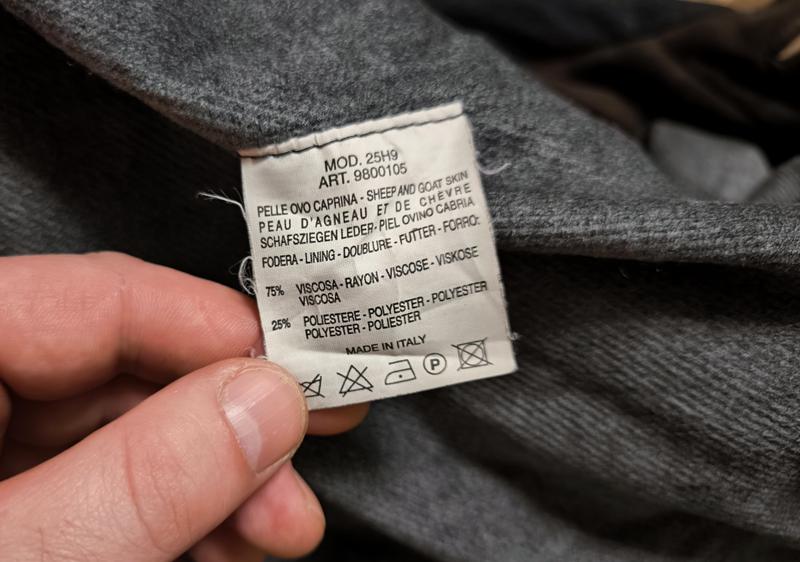 MOD. 25H9
ART. 9800105
PELLE OVO CAPRINA - SHEEP AND GOAT SKIN
PEAU D'AGNEAU ET DE CHÈVRE
SCHAFSZIEGEN LEDER - PIEL OVINO CABRIA
FODERA - LINING - DOUBLURE - FUTTER - FORRO:
75% VISCOSA - RAYON - VISCOSE - VISKOSE
VISCOSA
25% POLIESTERE - POLYESTER - POLYESTER
POLYESTER - POLIESTER
MADE IN ITALY
P